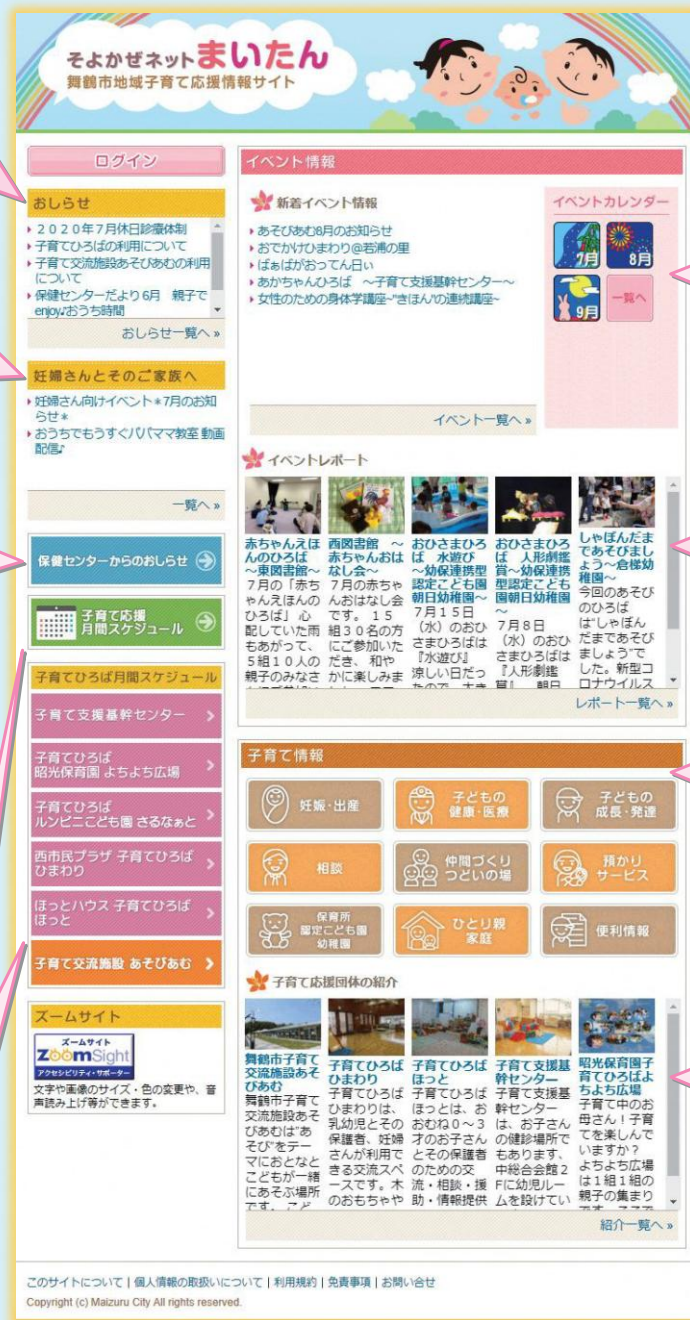 そよかぜネットまいたん
舞鶴市地域子育て応援情報サイト
ログイン
おしらせ
2020年7月休日診療体制
子育てひろばの利用について
子育て交流施設あそびあむの利用
について
保健センターだより6月 親子で
enjoy♪おうち時間
おしらせ一覧へ »
妊婦さんとそのご家族へ
妊婦さん向けイベント*7月のお知
らせ*
おうちでもうすぐパパママ教室 動画
配信♪
一覧へ »
保健センターからのおしらせ
子育て応援
月間スケジュール
子育てひろば月間スケジュール
子育て支援基幹センター
子育てひろば
昭光保育園 よちよち広場
子育てひろば
ルンビニこども園 さるなぁと
西市民プラザ 子育てひろば
ひまわり
ほっとハウス 子育てひろば
ほっと
子育て交流施設 あそびあむ
ズームサイト
ズームサイト
ZoomSight
アクセシビリティ・サポーター
文字や画像のサイズ・色の変更や、音
声読み上げ等ができます。
イベント情報
新着イベント情報
あそびあむ8月のお知らせ
おでかけひまわり@若浦の里
ばぁばがおってん日ぃ
あかちゃんひろば ～子育て支援基幹センター～
女性のための身体学講座~"きほん"の連続講座~
イベント一覧へ »
イベントカレンダー
7月
8月
9月
一覧へ
イベントレポート
赤ちゃんえほ
んのひろば
～東図書館～
7月の「赤ち
ゃんえほんの
ひろば」心
配していた雨
もあがって、
5組10人の
親子のみなさ
西図書館 ～
赤ちゃんおは
なし会～
7月の赤ちゃ
んおはなし会
です。15
組30名の方
にご参加いた
だき、和や
かに楽しみま
おひさまひろ
ば 水遊び
～幼保連携型
認定こども園
朝日幼稚園～
7月15日
（水）のおひ
さまひろばは
『水遊び』
涼しい日だっ
おひさまひろ
ば 人形劇鑑
賞～幼保連携
型認定こども
園朝日幼稚園
～
7月8日
（水）のおひ
さまひろばは
『人形劇鑑
賞』 朝日
しゃぼんだま
であそびまし
ょう～倉梯幼
稚園～
今回のあそび
のひろば
は"しゃぼん
だまであそび
ましょう"で
した。新型コ
ロナウイルス
レポート一覧へ »
子育て情報
妊娠・出産
子どもの
健康・医療
子どもの
成長・発達
相談
仲間づくり
つどいの場
預かり
サービス
保育所
認定こども園
幼稚園
ひとり親
家庭
便利情報
子育て応援団体の紹介
舞鶴市子育て
交流施設あそ
びあむ
舞鶴市子育て
交流施設あそ
びあむは"あ
そび"をテー
マにおとなと
こどもが一緒
にあそぶ場所
です。こど
子育てひろば
ひまわり
子育てひろば
ひまわりは、
乳幼児とその
保護者、妊婦
さんが利用で
きる交流スペ
ースです。木
のおもちゃや
子育てひろば
ほっと
子育てひろば
ほっとは、お
おむね0～3
才のお子さん
とその保護者
のための交
流・相談・援
助・情報提供
子育て支援基
幹センター
子育て支援基
幹センター
は、お子さん
の健診場所で
もあります、
中総合会館2
Fに幼児ルー
ムを設けてい
昭光保育園子
育てひろばよ
ちよち広場
子育て中のお
母さん！子育
てを楽しんで
いますか？
よちよち広場
は1組1組の
親子の集まり
紹介一覧へ »
このサイトについて | 個人情報の取扱いについて | 利用規約 | 免責事項 | お問い合せ
Copyright (c) Maizuru City All rights reserved.